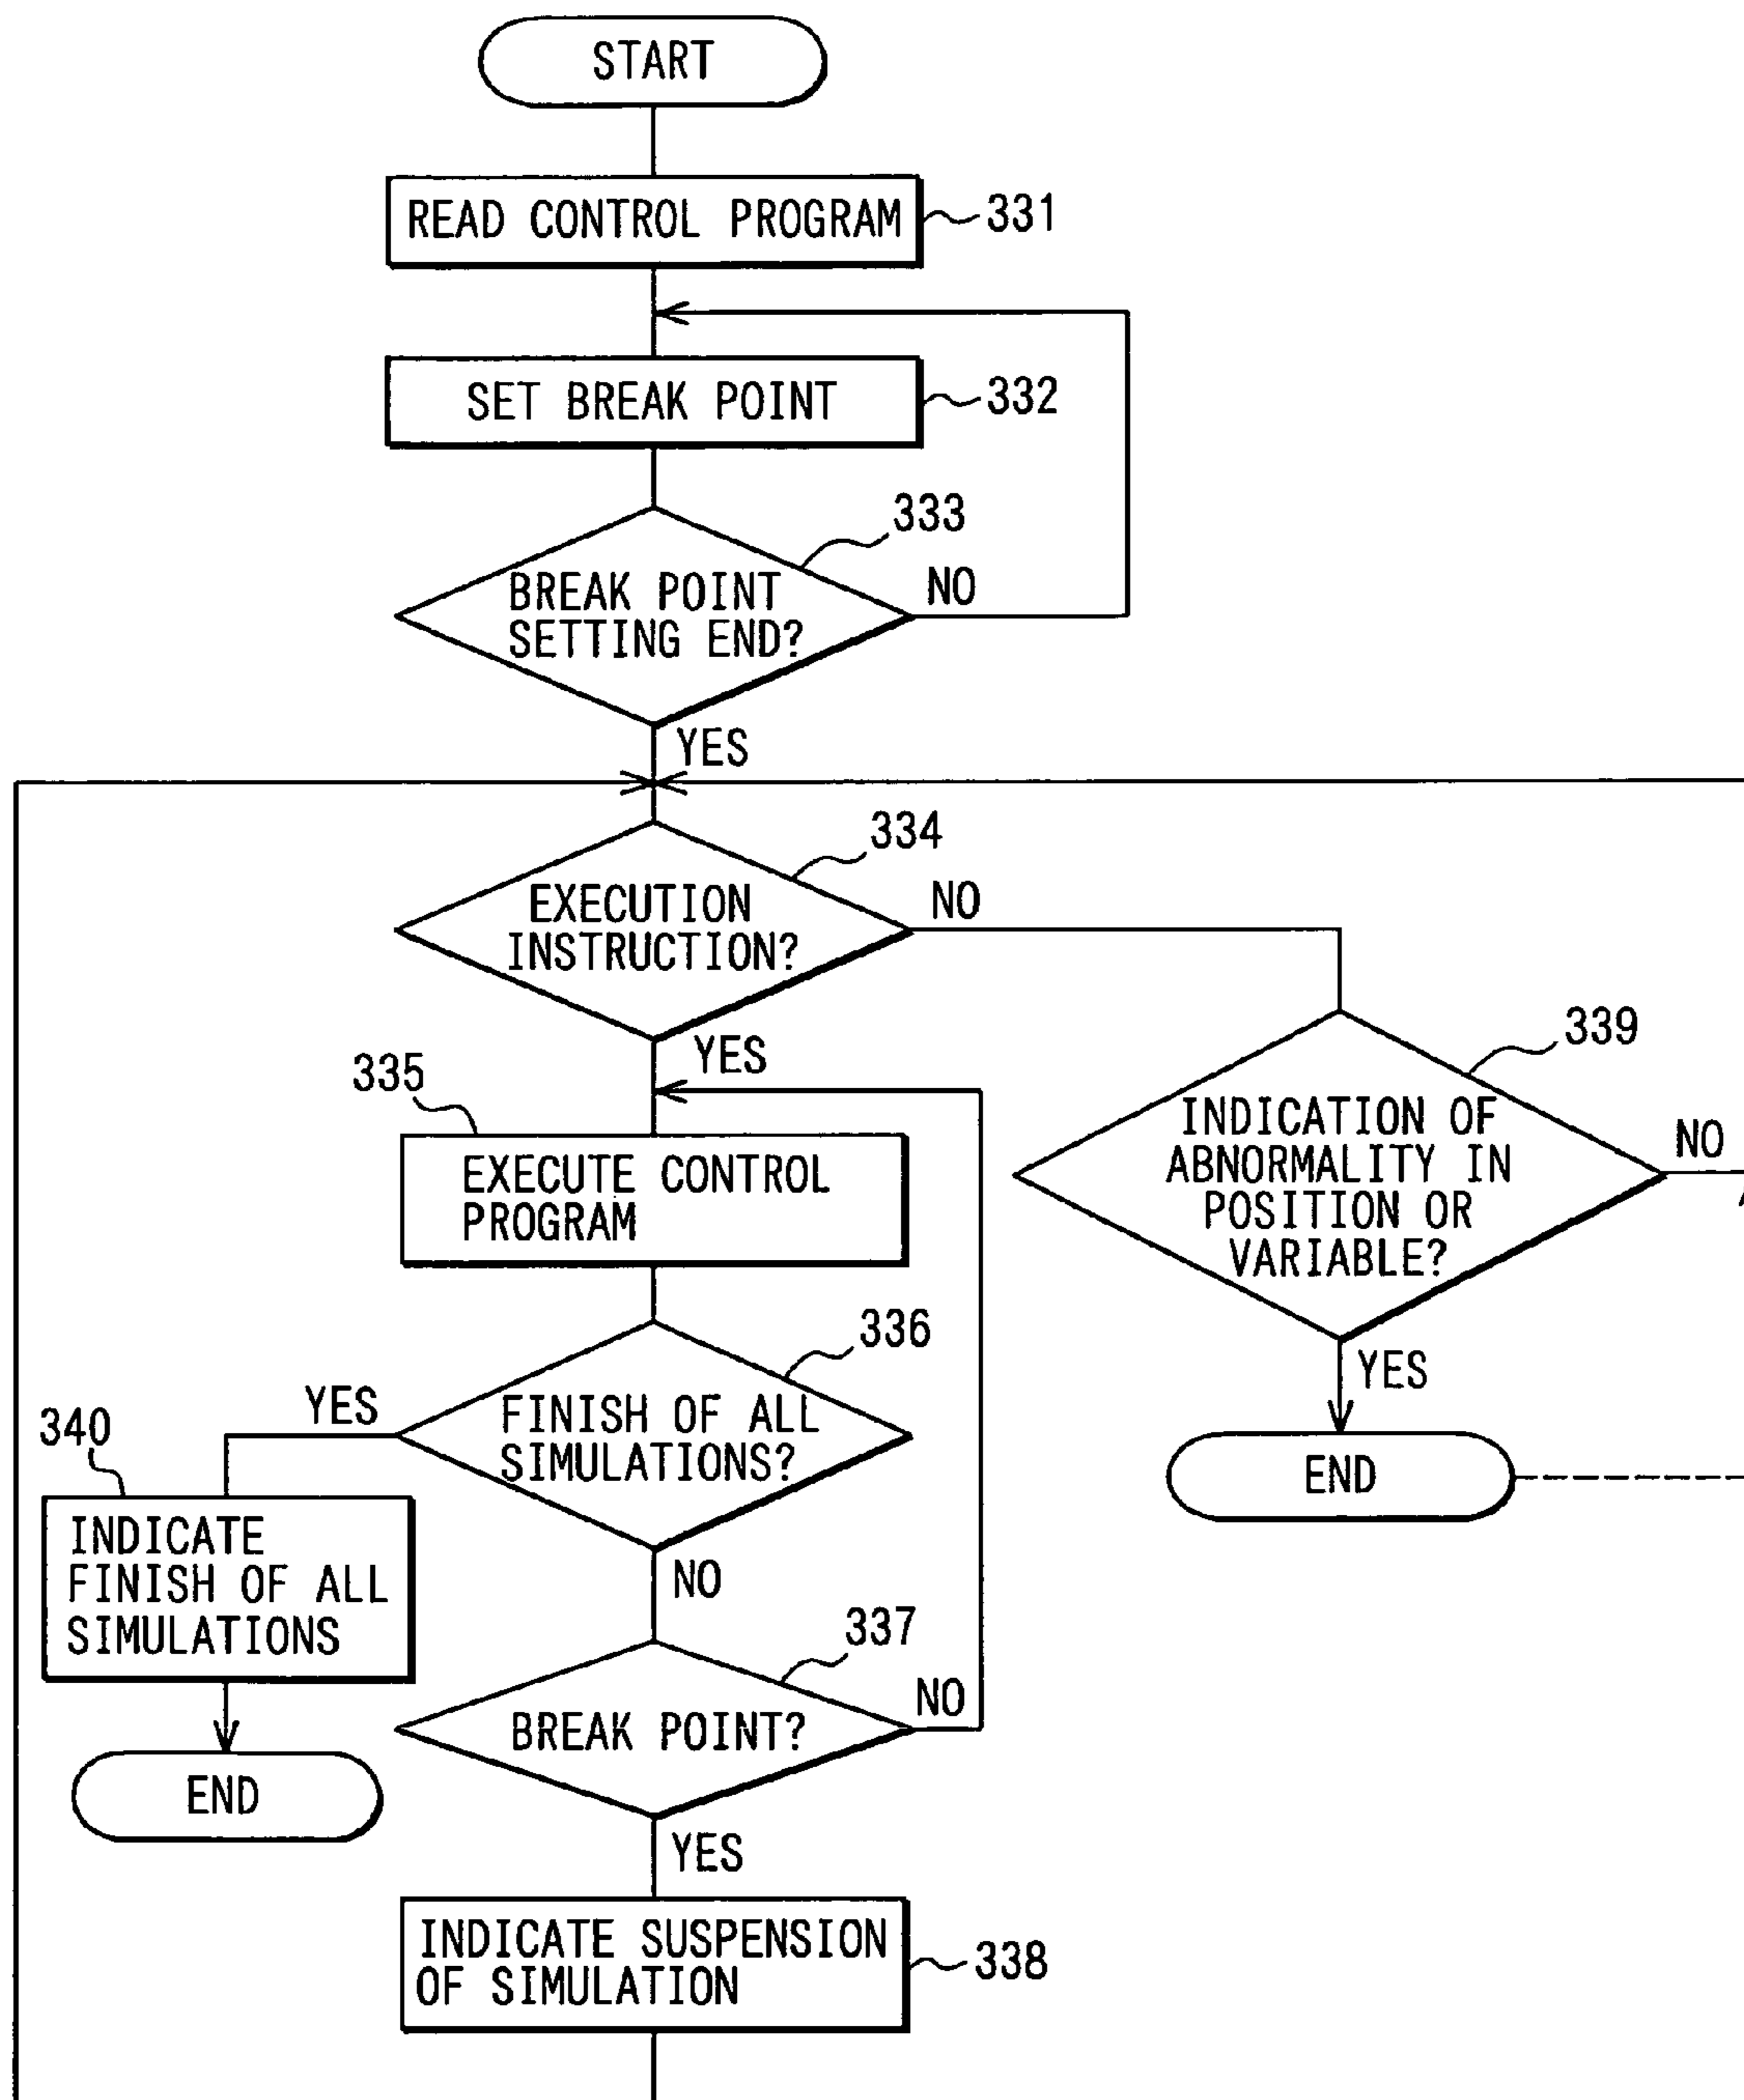 START
READ CONTROL PROGRAM
331
SET BREAK POINT
332
333
BREAK POINT
SETTING END?
NO
YES
334
EXECUTION
INSTRUCTION?
NO
YES
335
EXECUTE CONTROL
PROGRAM
339
INDICATION OF
ABNORMALITY IN
POSITION OR
VARIABLE?
NO
YES
END
336
FINISH OF ALL
SIMULATIONS?
YES
NO
340
INDICATE
FINISH OF ALL
SIMULATIONS
END
337
BREAK POINT?
NO
YES
INDICATE SUSPENSION
OF SIMULATION
338